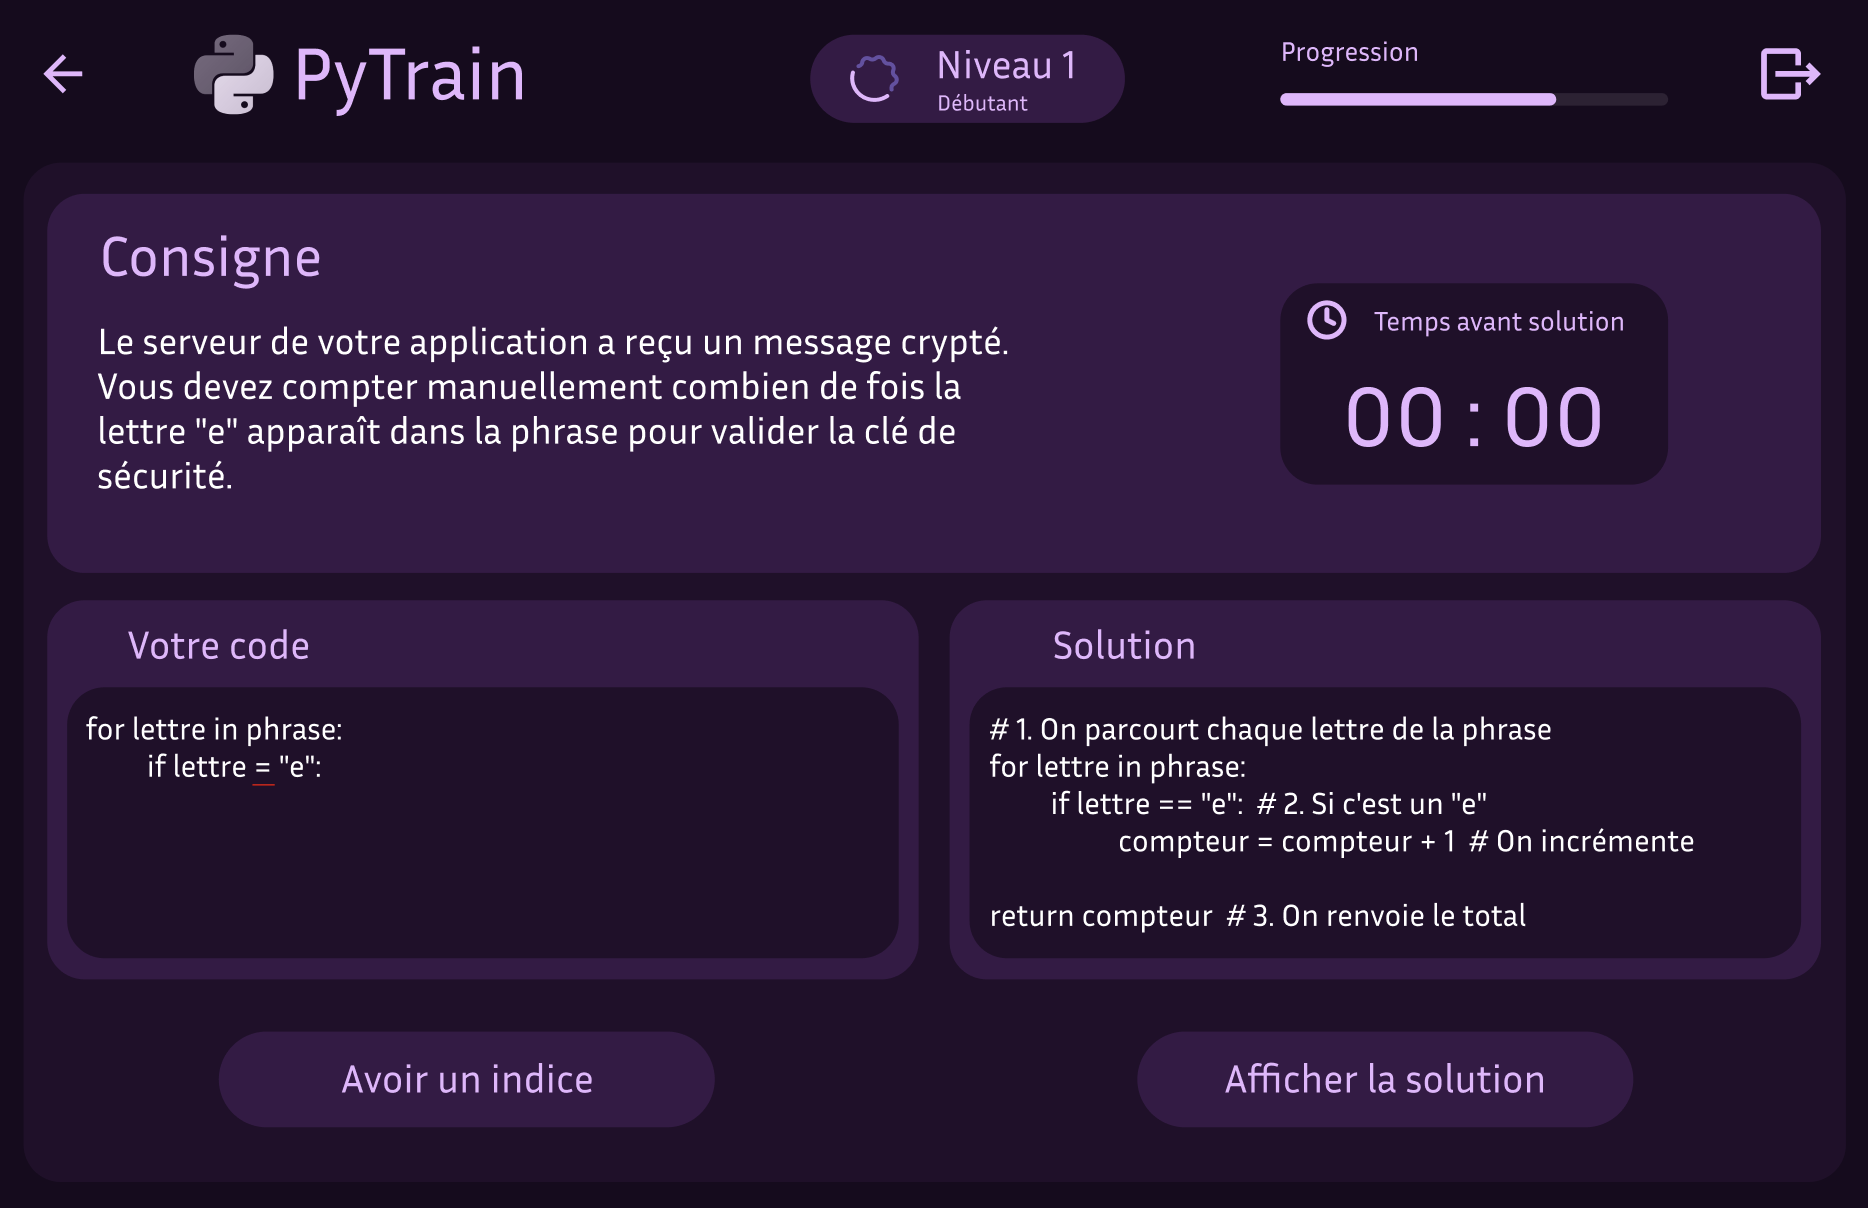 PyTrain
Niveau 1
Débutant
Progression
Consigne
Le serveur de votre application a reçu un message crypté.
Vous devez compter manuellement combien de fois la
lettre "e" apparaît dans la phrase pour valider la clé de
sécurité.
Temps avant solution
00 : 00
Votre code
for lettre in phrase:
if lettre = "e":
Solution
# 1. On parcourt chaque lettre de la phrase
for lettre in phrase:
if lettre == "e": # 2. Si c'est un "e"
compteur = compteur + 1 # On incrémente
return compteur # 3. On renvoie le total
Avoir un indice
Afficher la solution